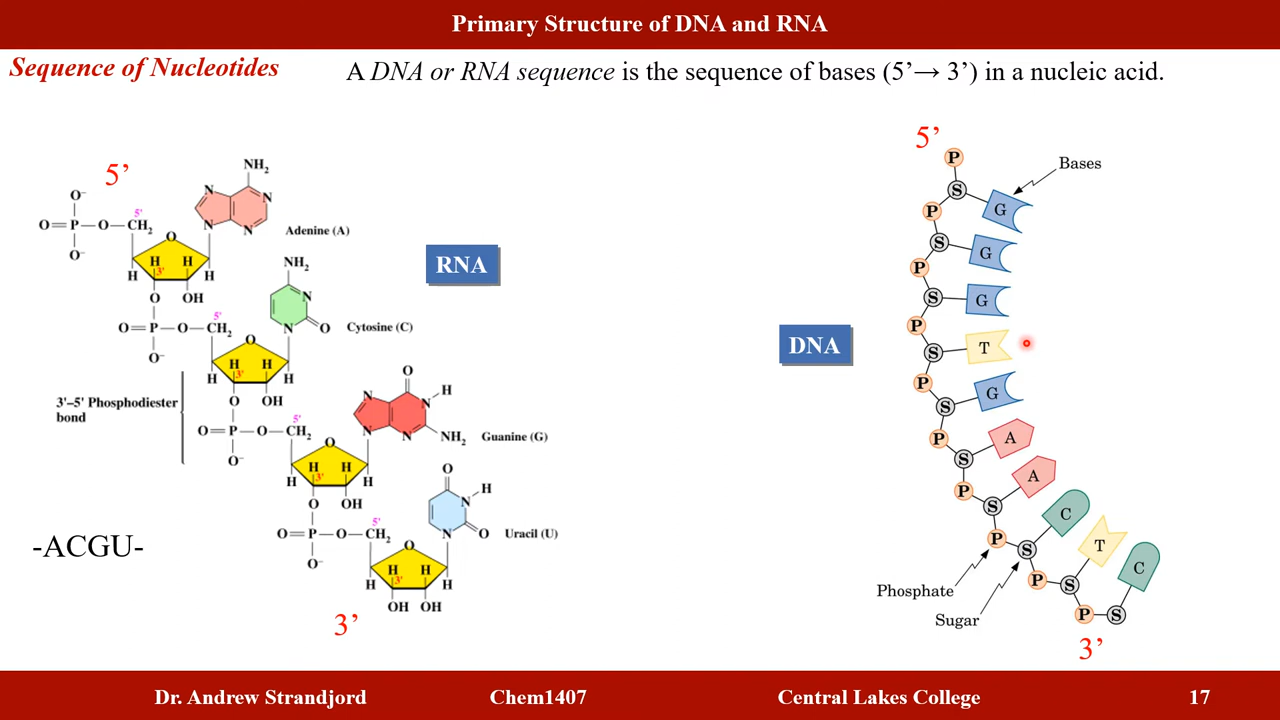 Primary Structure of DNA and RNA
Sequence of Nucleotides
A DNA or RNA sequence is the sequence of bases (5’→ 3’) in a nucleic acid.
5’
NH₂
N
N
N
N
O⁻
O=P—O—CH₂
O⁻
5'
O
H
H
3'
H
H
O
OH
Adenine (A)
RNA
NH₂
N
N
O
Cytosine (C)
5'
O=P—O—CH₂
O⁻
O
H
H
3'
H
H
O
OH
3'–5' Phosphodiester
bond
O
N
N
H
N
N
NH₂
Guanine (G)
5'
O=P—O—CH₂
O⁻
O
H
H
3'
H
H
O
OH
O
H
N
N
O
Uracil (U)
5'
O=P—O—CH₂
O⁻
O
H
H
3'
H
H
OH
OH
-ACGU-
3’
DNA
5’
P
Bases
S
G
P
S
G
P
S
G
P
S
T
P
S
G
P
S
A
P
S
A
P
S
C
P
S
T
P
S
C
Phosphate
Sugar
3’
Dr. Andrew Strandjord
Chem1407
Central Lakes College
17